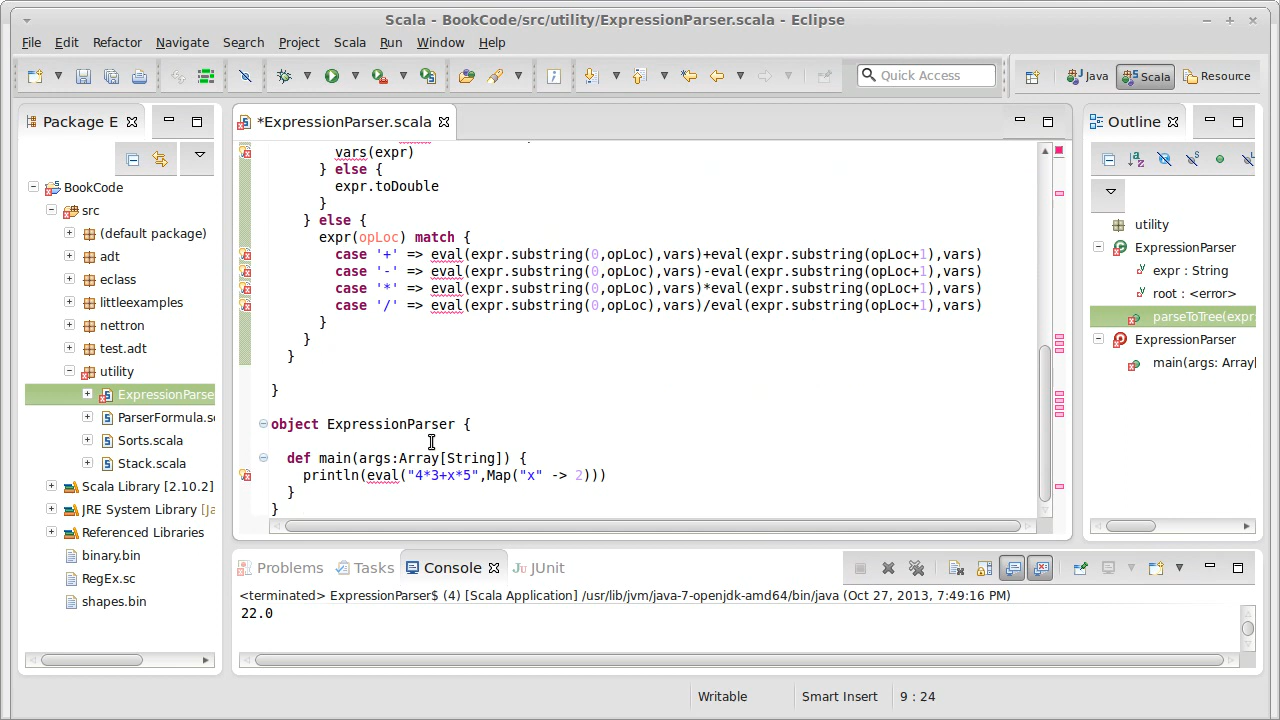 Scala - BookCode/src/utility/ExpressionParser.scala - Eclipse
File Edit Refactor Navigate Search Project Scala Run Window Help
Quick Access
Java
Scala
Resource
Package E
*ExpressionParser.scala
Outline
BookCode
src
(default package)
adt
eclass
littleexamples
nettron
test.adt
utility
ExpressionParse
ParserFormula.sc
Sorts.scala
Stack.scala
Scala Library [2.10.2]
JRE System Library [Ja
Referenced Libraries
binary.bin
RegEx.sc
shapes.bin
vars(expr)
} else {
expr.toDouble
}
} else {
expr(opLoc) match {
case '+' => eval(expr.substring(0,opLoc),vars)+eval(expr.substring(opLoc+1),vars)
case '-' => eval(expr.substring(0,opLoc),vars)-eval(expr.substring(opLoc+1),vars)
case '*' => eval(expr.substring(0,opLoc),vars)*eval(expr.substring(opLoc+1),vars)
case '/' => eval(expr.substring(0,opLoc),vars)/eval(expr.substring(opLoc+1),vars)
}
}
}
}
object ExpressionParser {
def main(args:Array[String]) {
println(eval("4*3+x*5",Map("x" -> 2)))
}
}
utility
ExpressionParser
expr : String
root : <error>
parseToTree(expr:
ExpressionParser
main(args: Array[
Problems
Tasks
Console
JUnit
<terminated> ExpressionParser$ (4) [Scala Application] /usr/lib/jvm/java-7-openjdk-amd64/bin/java (Oct 27, 2013, 7:49:16 PM)
22.0
Writable
Smart Insert
9 : 24